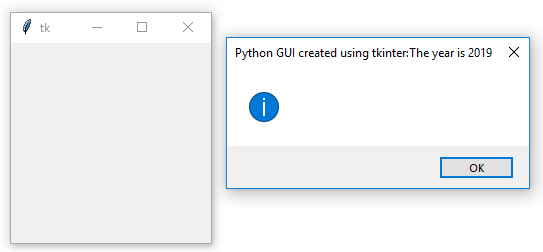 tk
Python GUI created using tkinter:The year is 2019
i
OK